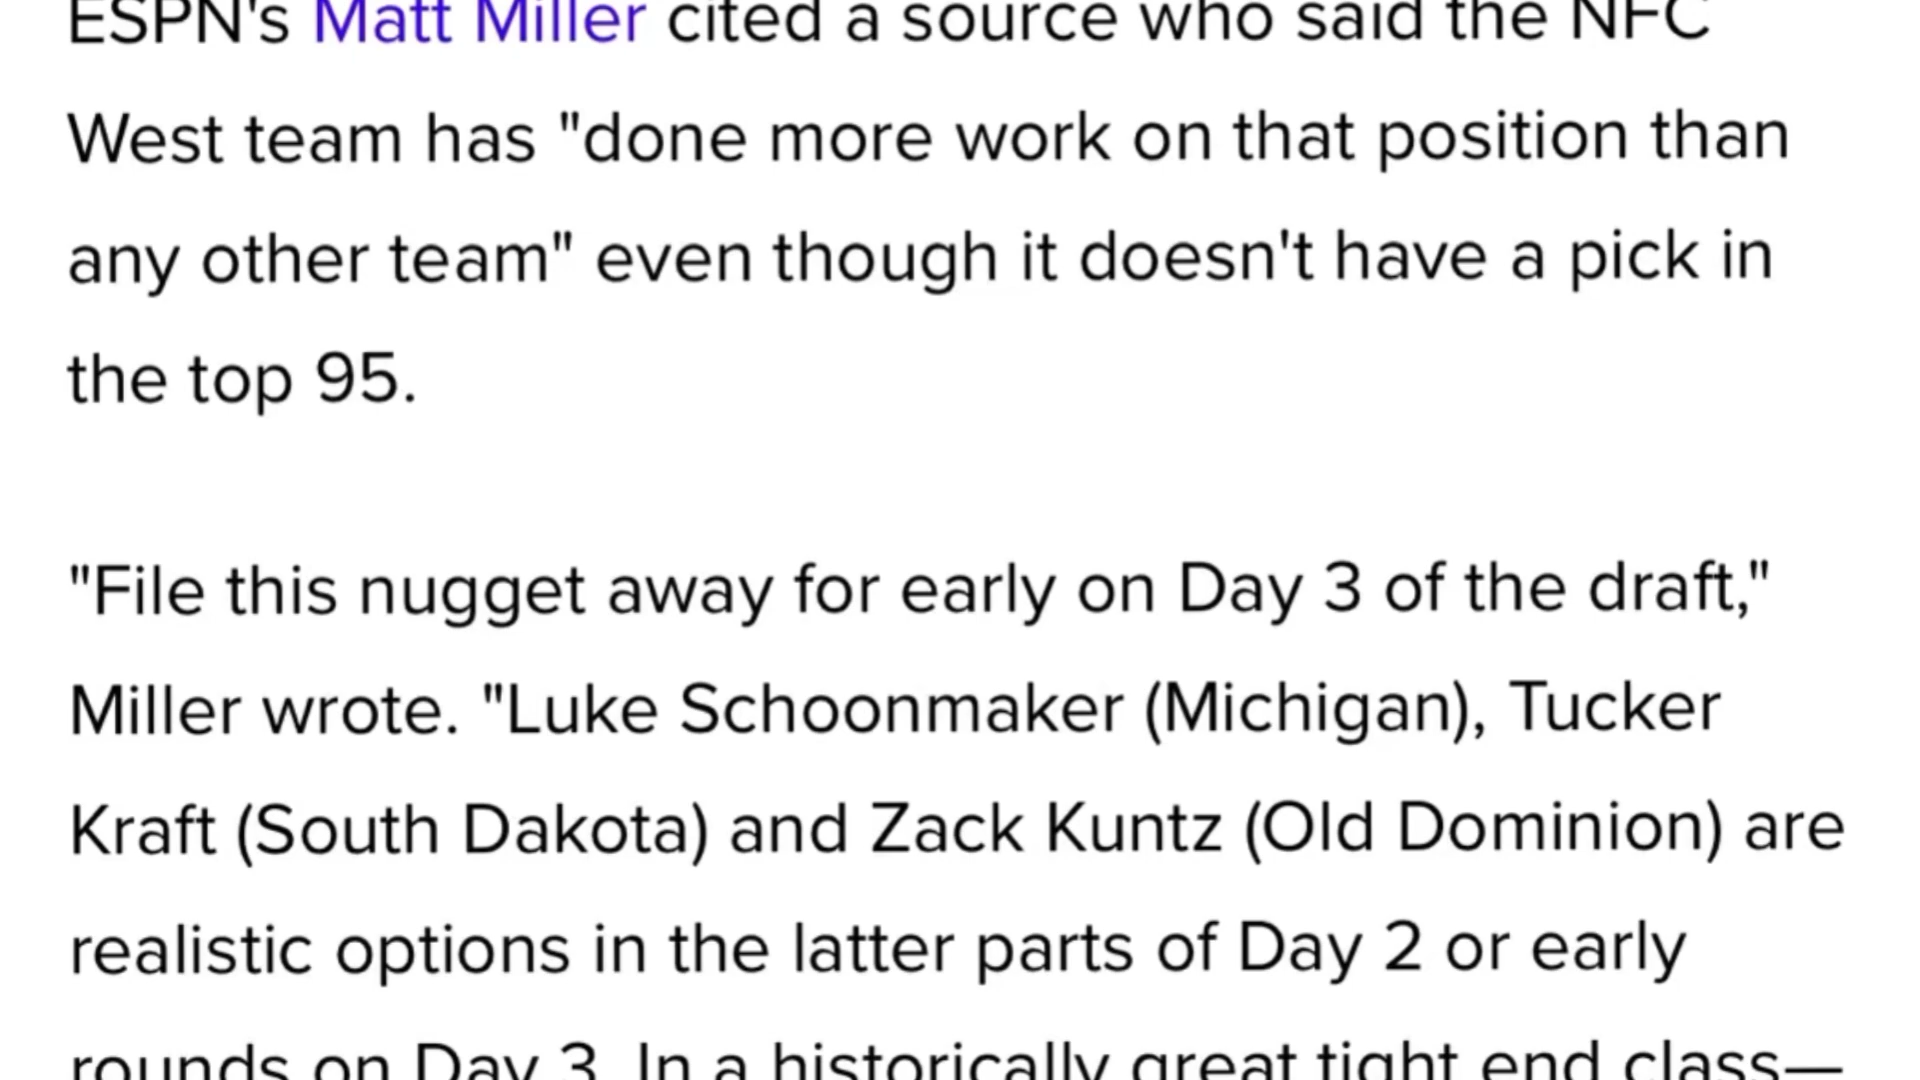 ESPN's Matt Miller cited a source who said the NFC
West team has "done more work on that position than
any other team" even though it doesn't have a pick in
the top 95.
"File this nugget away for early on Day 3 of the draft,"
Miller wrote. "Luke Schoonmaker (Michigan), Tucker
Kraft (South Dakota) and Zack Kuntz (Old Dominion) are
realistic options in the latter parts of Day 2 or early
rounds on Day 3. In a historically great tight end class—